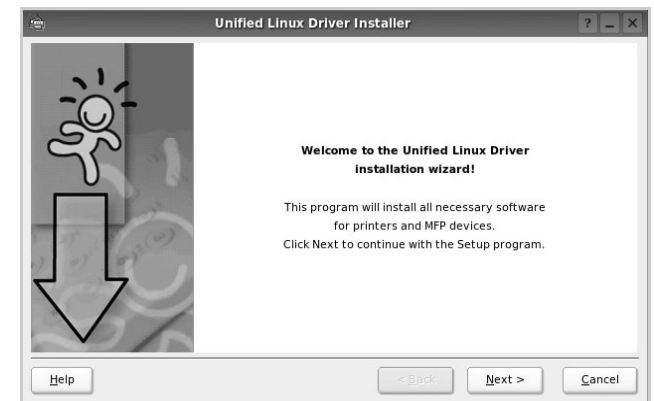 Unified Linux Driver Installer
Welcome to the Unified Linux Driver
installation wizard!
This program will install all necessary software
for printers and MFP devices.
Click Next to continue with the Setup program.
Help
< Back
Next >
Cancel